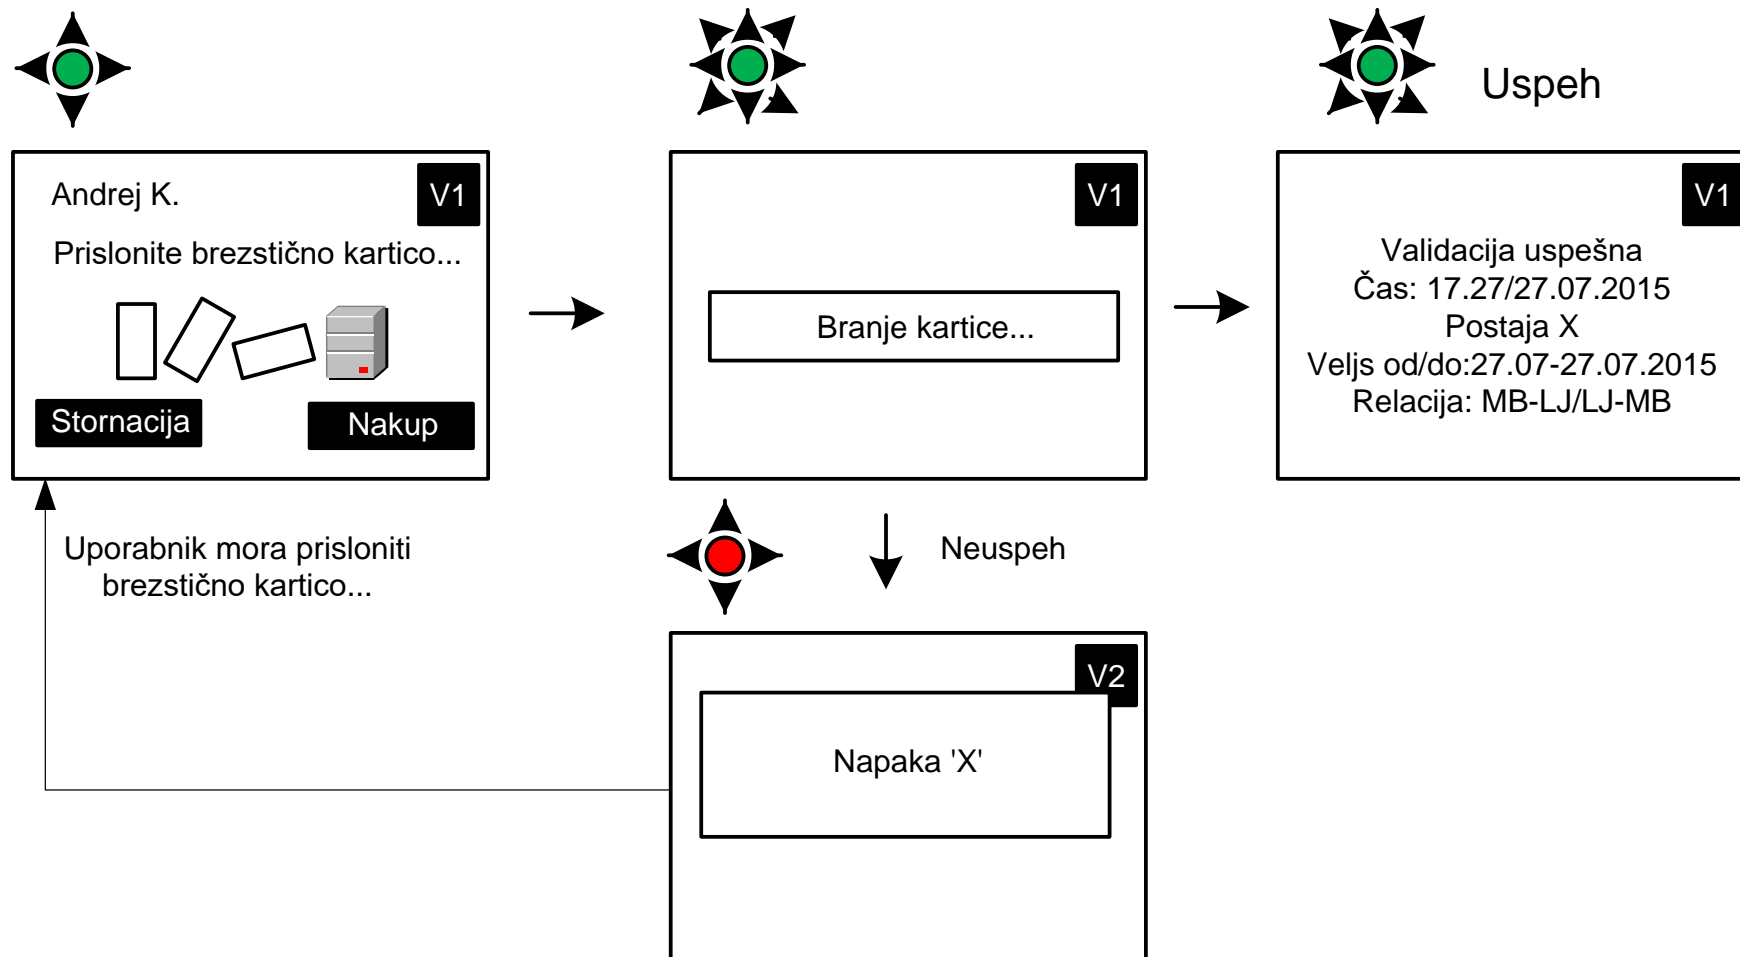 Uspeh
Andrej K.
V1
Prislonite brezstično kartico...
Stornacija
Nakup
V1
Branje kartice...
V1
Validacija uspešna
Čas: 17.27/27.07.2015
Postaja X
Veljs od/do:27.07-27.07.2015
Relacija: MB-LJ/LJ-MB
Uporabnik mora prisloniti
brezstično kartico...
Neuspeh
V2
Napaka 'X'